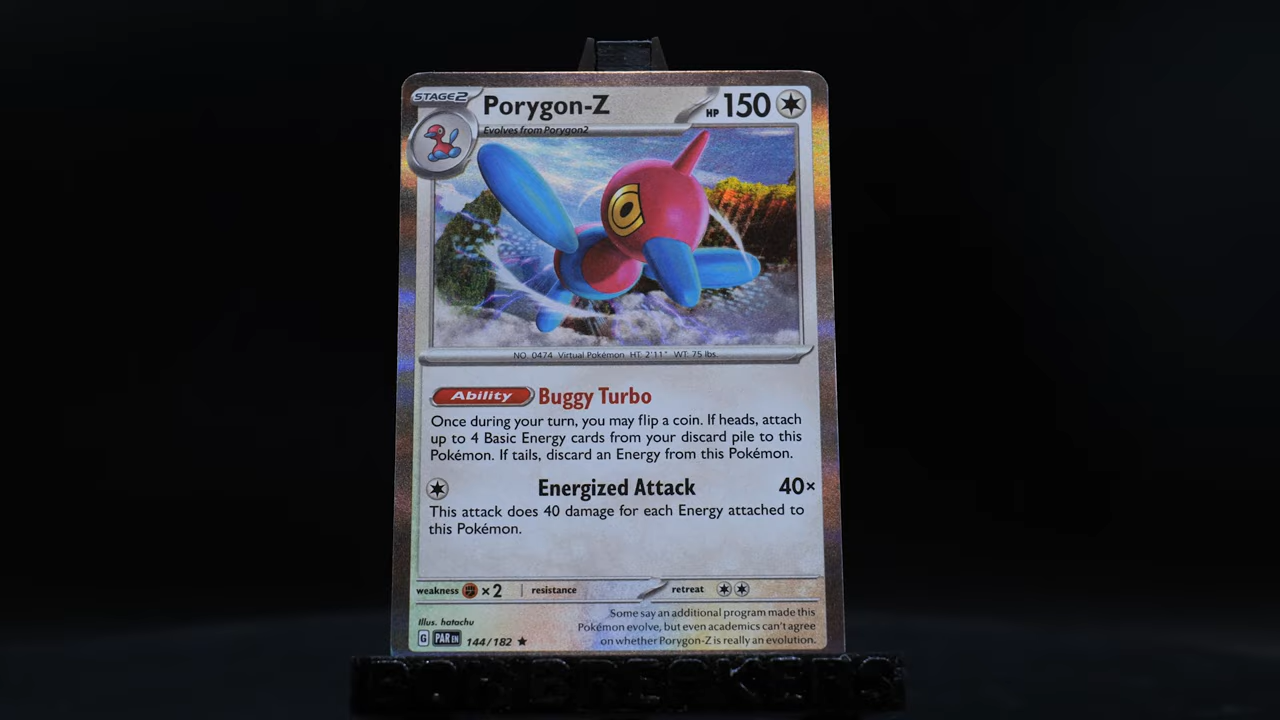 STAGE2
Porygon-Z
HP 150
Evolves from Porygon2
NO. 0474 Virtual Pokémon HT: 2'11" WT: 75 lbs.
Ability Buggy Turbo
Once during your turn, you may flip a coin. If heads, attach
up to 4 Basic Energy cards from your discard pile to this
Pokémon. If tails, discard an Energy from this Pokémon.
Energized Attack 40×
This attack does 40 damage for each Energy attached to
this Pokémon.
weakness ×2 resistance retreat
Illus. hatachu
G PAR EN 144/182
Some say an additional program made this
Pokémon evolve, but even academics can't agree
on whether Porygon-Z is really an evolution.